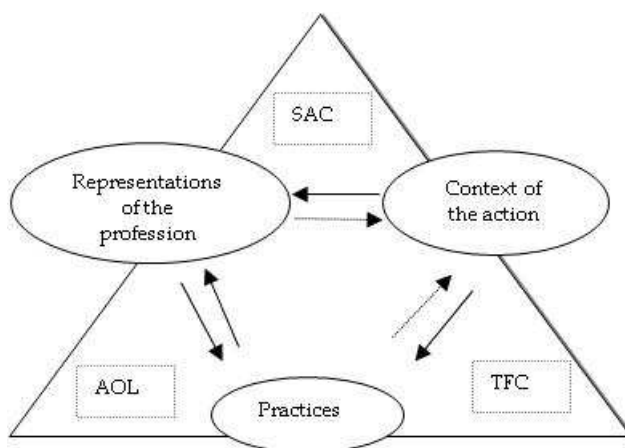 SAC
Representations
of the
profession
Context of
the action
AOL
TFC
Practices